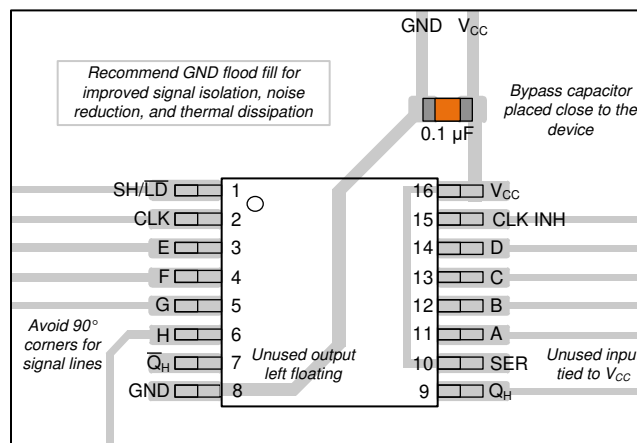 GND V_CC
Recommend GND flood fill for
improved signal isolation, noise
reduction, and thermal dissipation
Bypass capacitor
placed close to the
device
0.1 µF
SH/L̅D̅ 1 16 V_CC
CLK 2 15 CLK INH
E 3 14 D
F 4 13 C
G 5 12 B
H 6 11 A
Q̅_H 7 10 SER
GND 8 9 Q_H
Avoid 90°
corners for
signal lines
Unused output
left floating
Unused input
tied to V_CC